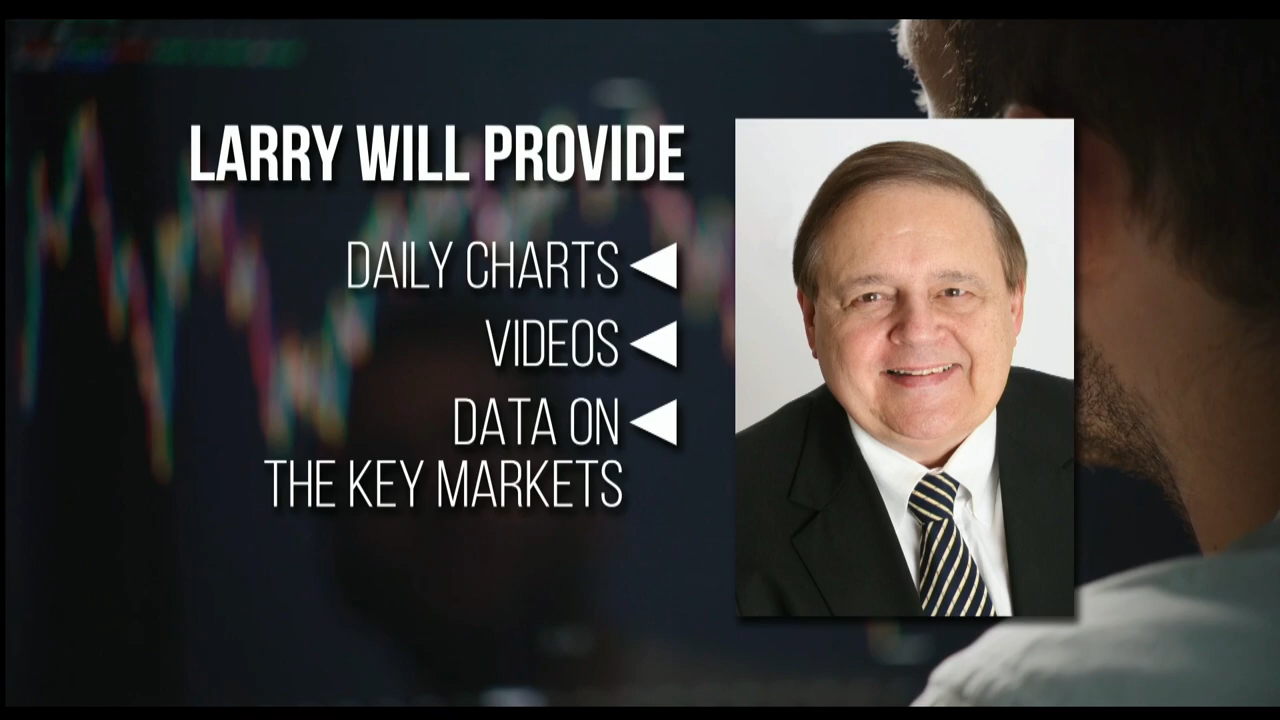 LARRY WILL PROVIDE
DAILY CHARTS
VIDEOS
DATA ON
THE KEY MARKETS